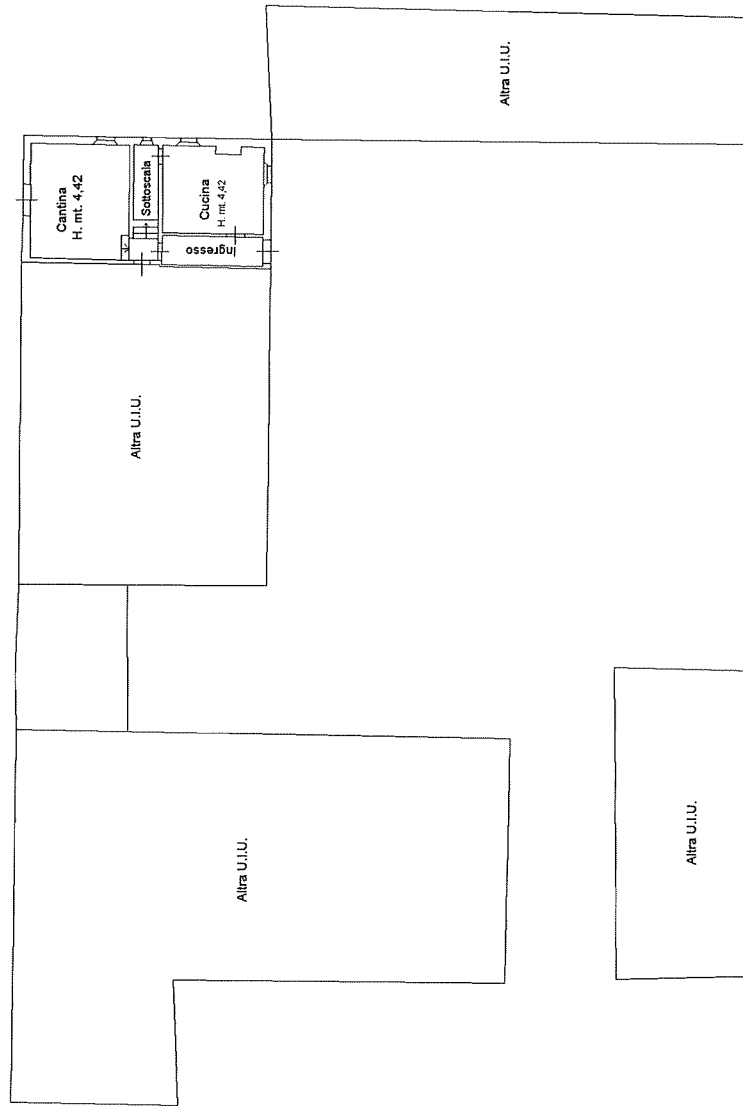 Altra U.I.U.
Cantina
H. mt. 4,42
Sottoscala
Cucina
H. mt. 4,42
ingresso
Altra U.I.U.
Altra U.I.U.
Altra U.I.U.